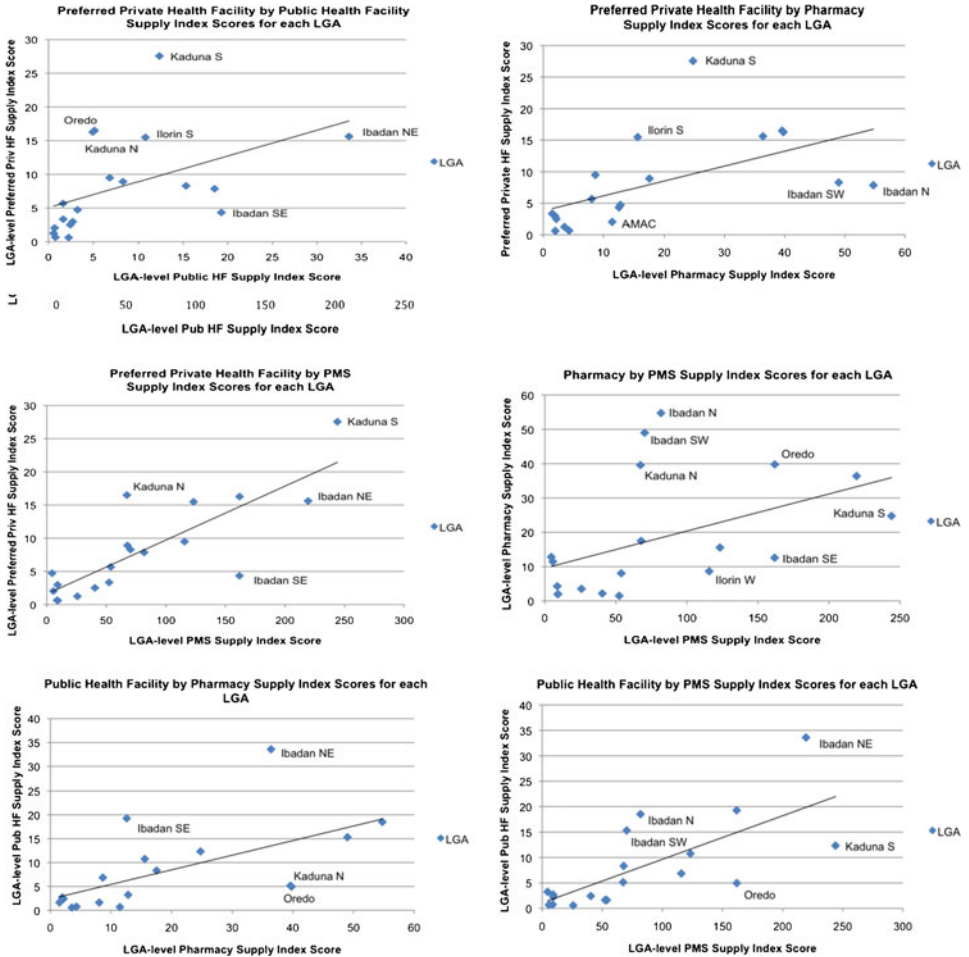 Preferred Private Health Facility by Public Health Facility
Supply Index Scores for each LGA
LGA-level Preferred Priv HF Supply Index Score
30
25
20
15
10
5
0
Kaduna S
Oredo
Ilorin S
Kaduna N
Ibadan NE
Ibadan SE
LGA
0 5 10 15 20 25 30 35 40
LGA-level Public HF Supply Index Score
0 50 100 150 200 250
LGA-level Pub HF Supply Index Score
Preferred Private Health Facility by Pharmacy
Supply Index Scores for each LGA
Preferred Private HF Supply Index Score
30
25
20
15
10
5
0
Kaduna S
Ilorin S
Ibadan SW
Ibadan N
AMAC
LGA
0 10 20 30 40 50 60
LGA-level Pharmacy Supply Index Score
Preferred Private Health Facility by PMS
Supply Index Scores for each LGA
LGA-level Preferred Priv HF Supply Index Score
30
25
20
15
10
5
0
Kaduna S
Kaduna N
Ibadan NE
Ibadan SE
LGA
0 50 100 150 200 250 300
LGA-level PMS Supply Index Score
Pharmacy by PMS Supply Index Scores for each LGA
LGA-level Pharmacy Supply Index Score
60
50
40
30
20
10
0
Ibadan N
Ibadan SW
Kaduna N
Oredo
Kaduna S
Ibadan SE
Ilorin W
LGA
0 50 100 150 200 250 300
LGA-level PMS Supply Index Score
Public Health Facility by Pharmacy Supply Index Scores for each
LGA
LGA-level Pub HF Supply Index Score
40
35
30
25
20
15
10
5
0
Ibadan NE
Ibadan SE
Kaduna N
Oredo
LGA
0 10 20 30 40 50 60
LGA-level Pharmacy Supply Index Score
Public Health Facility by PMS Supply Index Scores for each LGA
LGA-level Pub HF Supply Index Score
40
35
30
25
20
15
10
5
0
Ibadan NE
Ibadan N
Ibadan SW
Kaduna S
Oredo
LGA
0 50 100 150 200 250 300
LGA-level PMS Supply Index Score